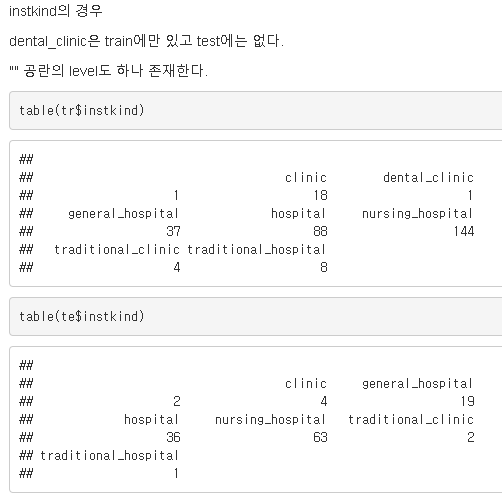 instkind의 경우
dental_clinic은 train에만 있고 test에는 없다.
"" 공란의 level도 하나 존재한다.
table(tr$instkind)
##
##                                clinic       dental_clinic
##                   1                  18                   1
##    general_hospital            hospital    nursing_hospital
##                  37                  88                 144
##  traditional_clinic traditional_hospital
##                   4                   8
table(te$instkind)
##
##                                clinic    general_hospital
##                   2                   4                  19
##            hospital    nursing_hospital  traditional_clinic
##                  36                  63                   2
## traditional_hospital
##                   1